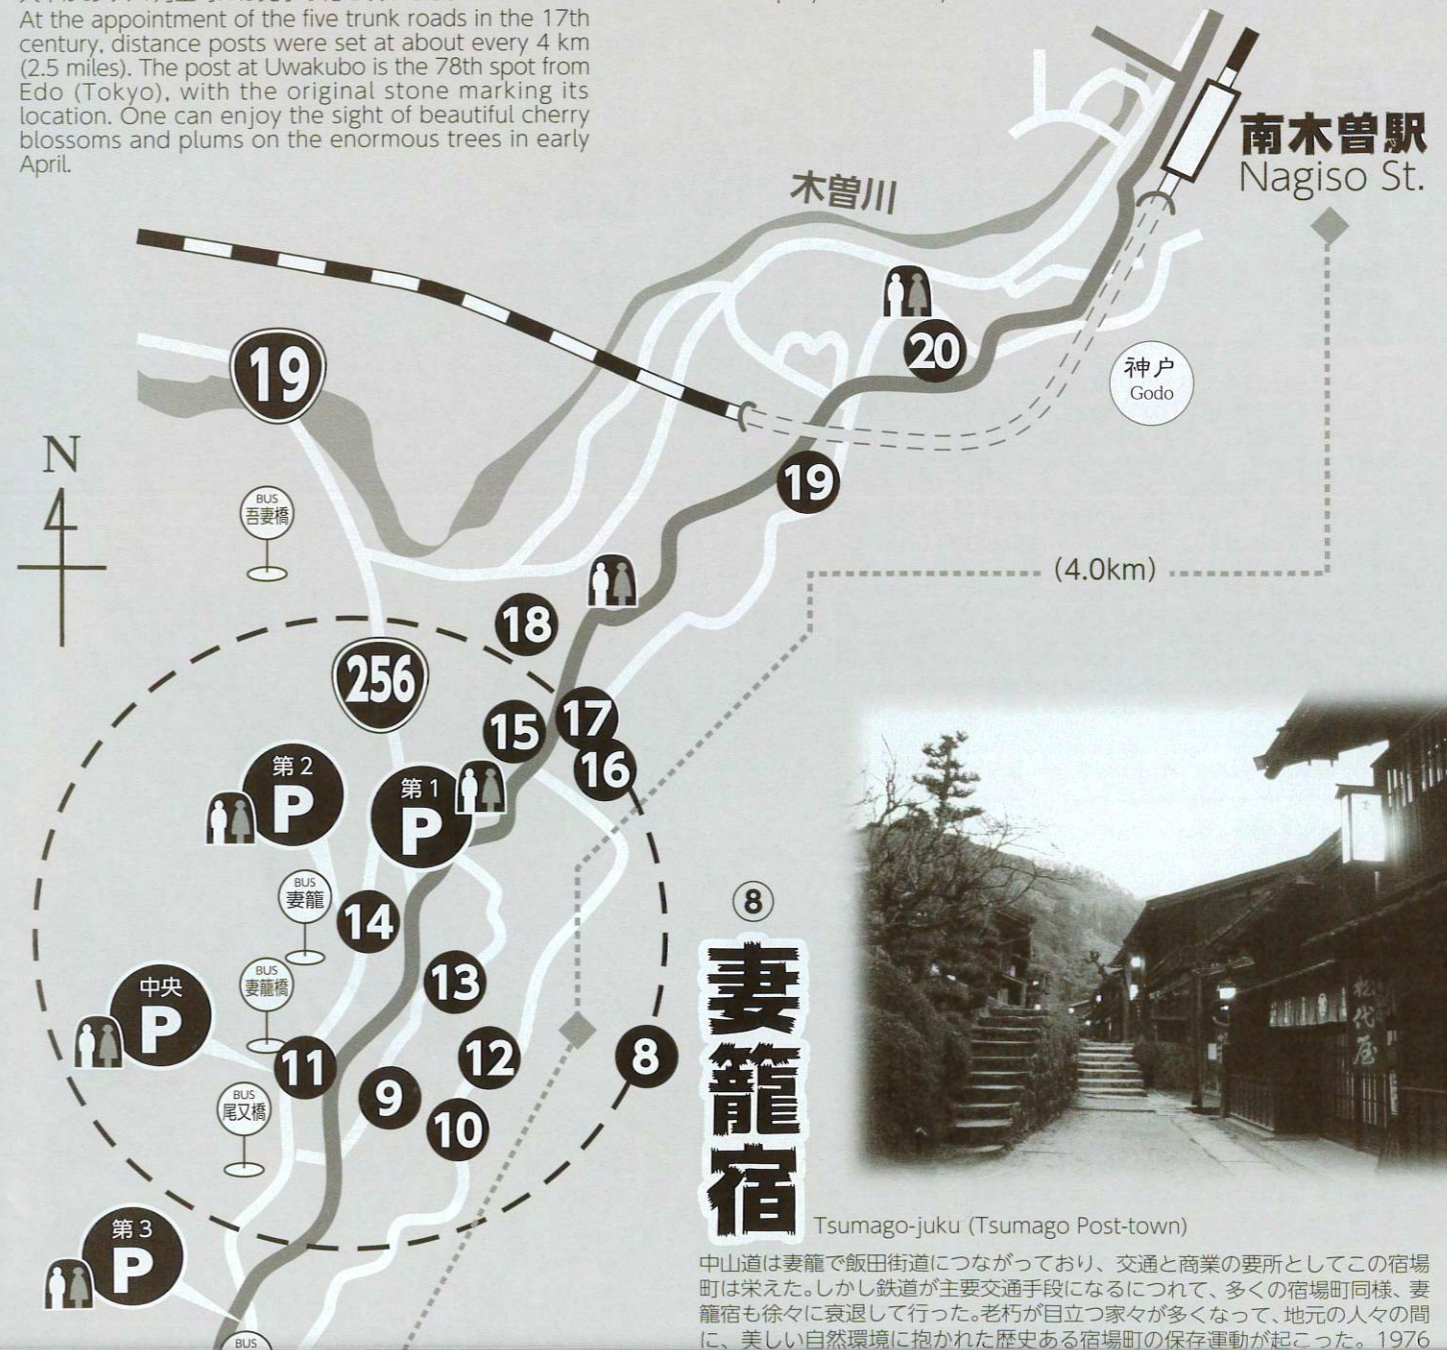 At the appointment of the five trunk roads in the 17th
century, distance posts were set at about every 4 km
(2.5 miles). The post at Uwakubo is the 78th spot from
Edo (Tokyo), with the original stone marking its
location. One can enjoy the sight of beautiful cherry
blossoms and plums on the enormous trees in early
April.
南木曽駅
Nagiso St.
木曽川
20
神戸
Godo
19
N
BUS
吾妻橋
19
(4.0km)
18
256
15
17
16
第2
P
第1
P
BUS
妻籠
14
8
中央
P
BUS
妻籠橋
13
11
12
8
9
10
BUS
尾又橋
第3
P
BUS
妻籠宿
Tsumago-juku (Tsumago Post-town)
松代屋
中山道は妻籠で飯田街道につながっており、交通と商業の要所としてこの宿場
町は栄えた。しかし鉄道が主要交通手段になるにつれて、多くの宿場町同様、妻
籠宿も徐々に衰退して行った。老朽が目立つ家々が多くなって、地元の人々の間
に、美しい自然環境に抱かれた歴史ある宿場町の保存運動が起こった。1976